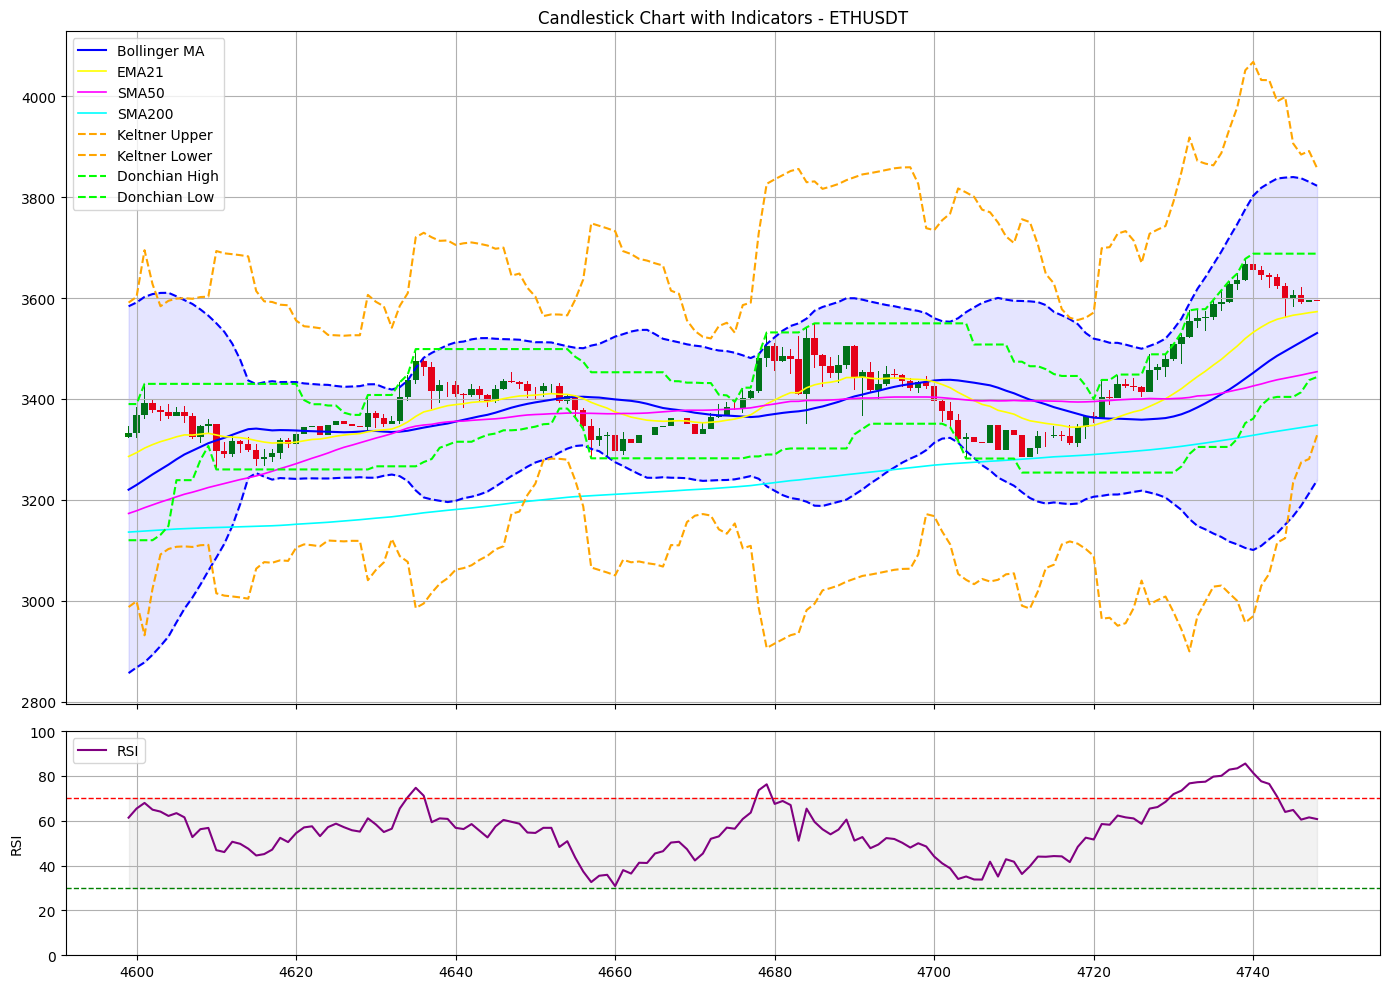 Candlestick Chart with Indicators - ETHUSDT
Bollinger MA
EMA21
SMA50
SMA200
Keltner Upper
Keltner Lower
Donchian High
Donchian Low
4000
3800
3600
3400
3200
3000
2800
RSI
100
80
60
40
20
0
RSI
4600 4620 4640 4660 4680 4700 4720 4740